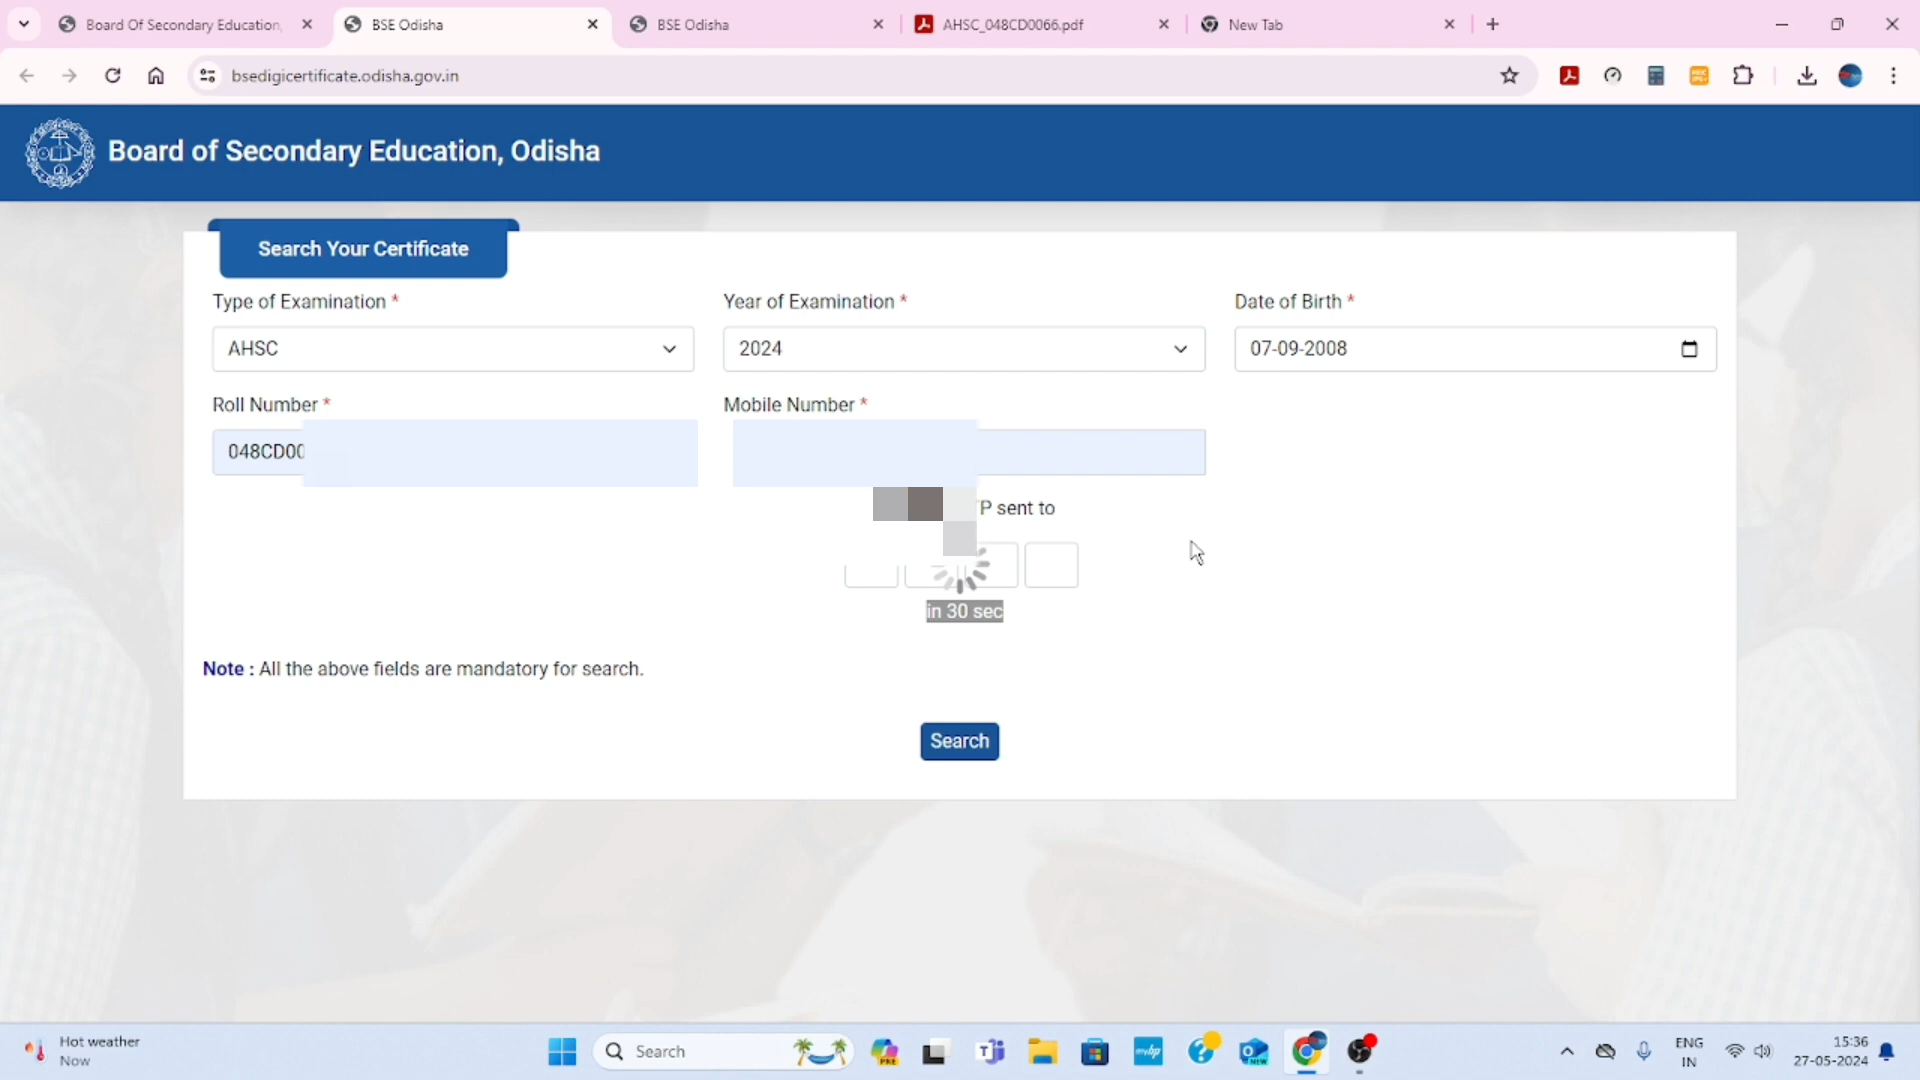 Board Of Secondary Education,
BSE Odisha
BSE Odisha
AHSC_048CD0066.pdf
New Tab
bsedigicertificate.odisha.gov.in
Board of Secondary Education, Odisha
Search Your Certificate
Type of Examination *
Year of Examination *
Date of Birth *
AHSC
2024
07-09-2008
Roll Number *
Mobile Number *
048CD00
P sent to
in 30 sec
Note : All the above fields are mandatory for search.
Search
Hot weather
Now
Search
PRE
mybp
NEW
ENG
IN
15:36
27-05-2024